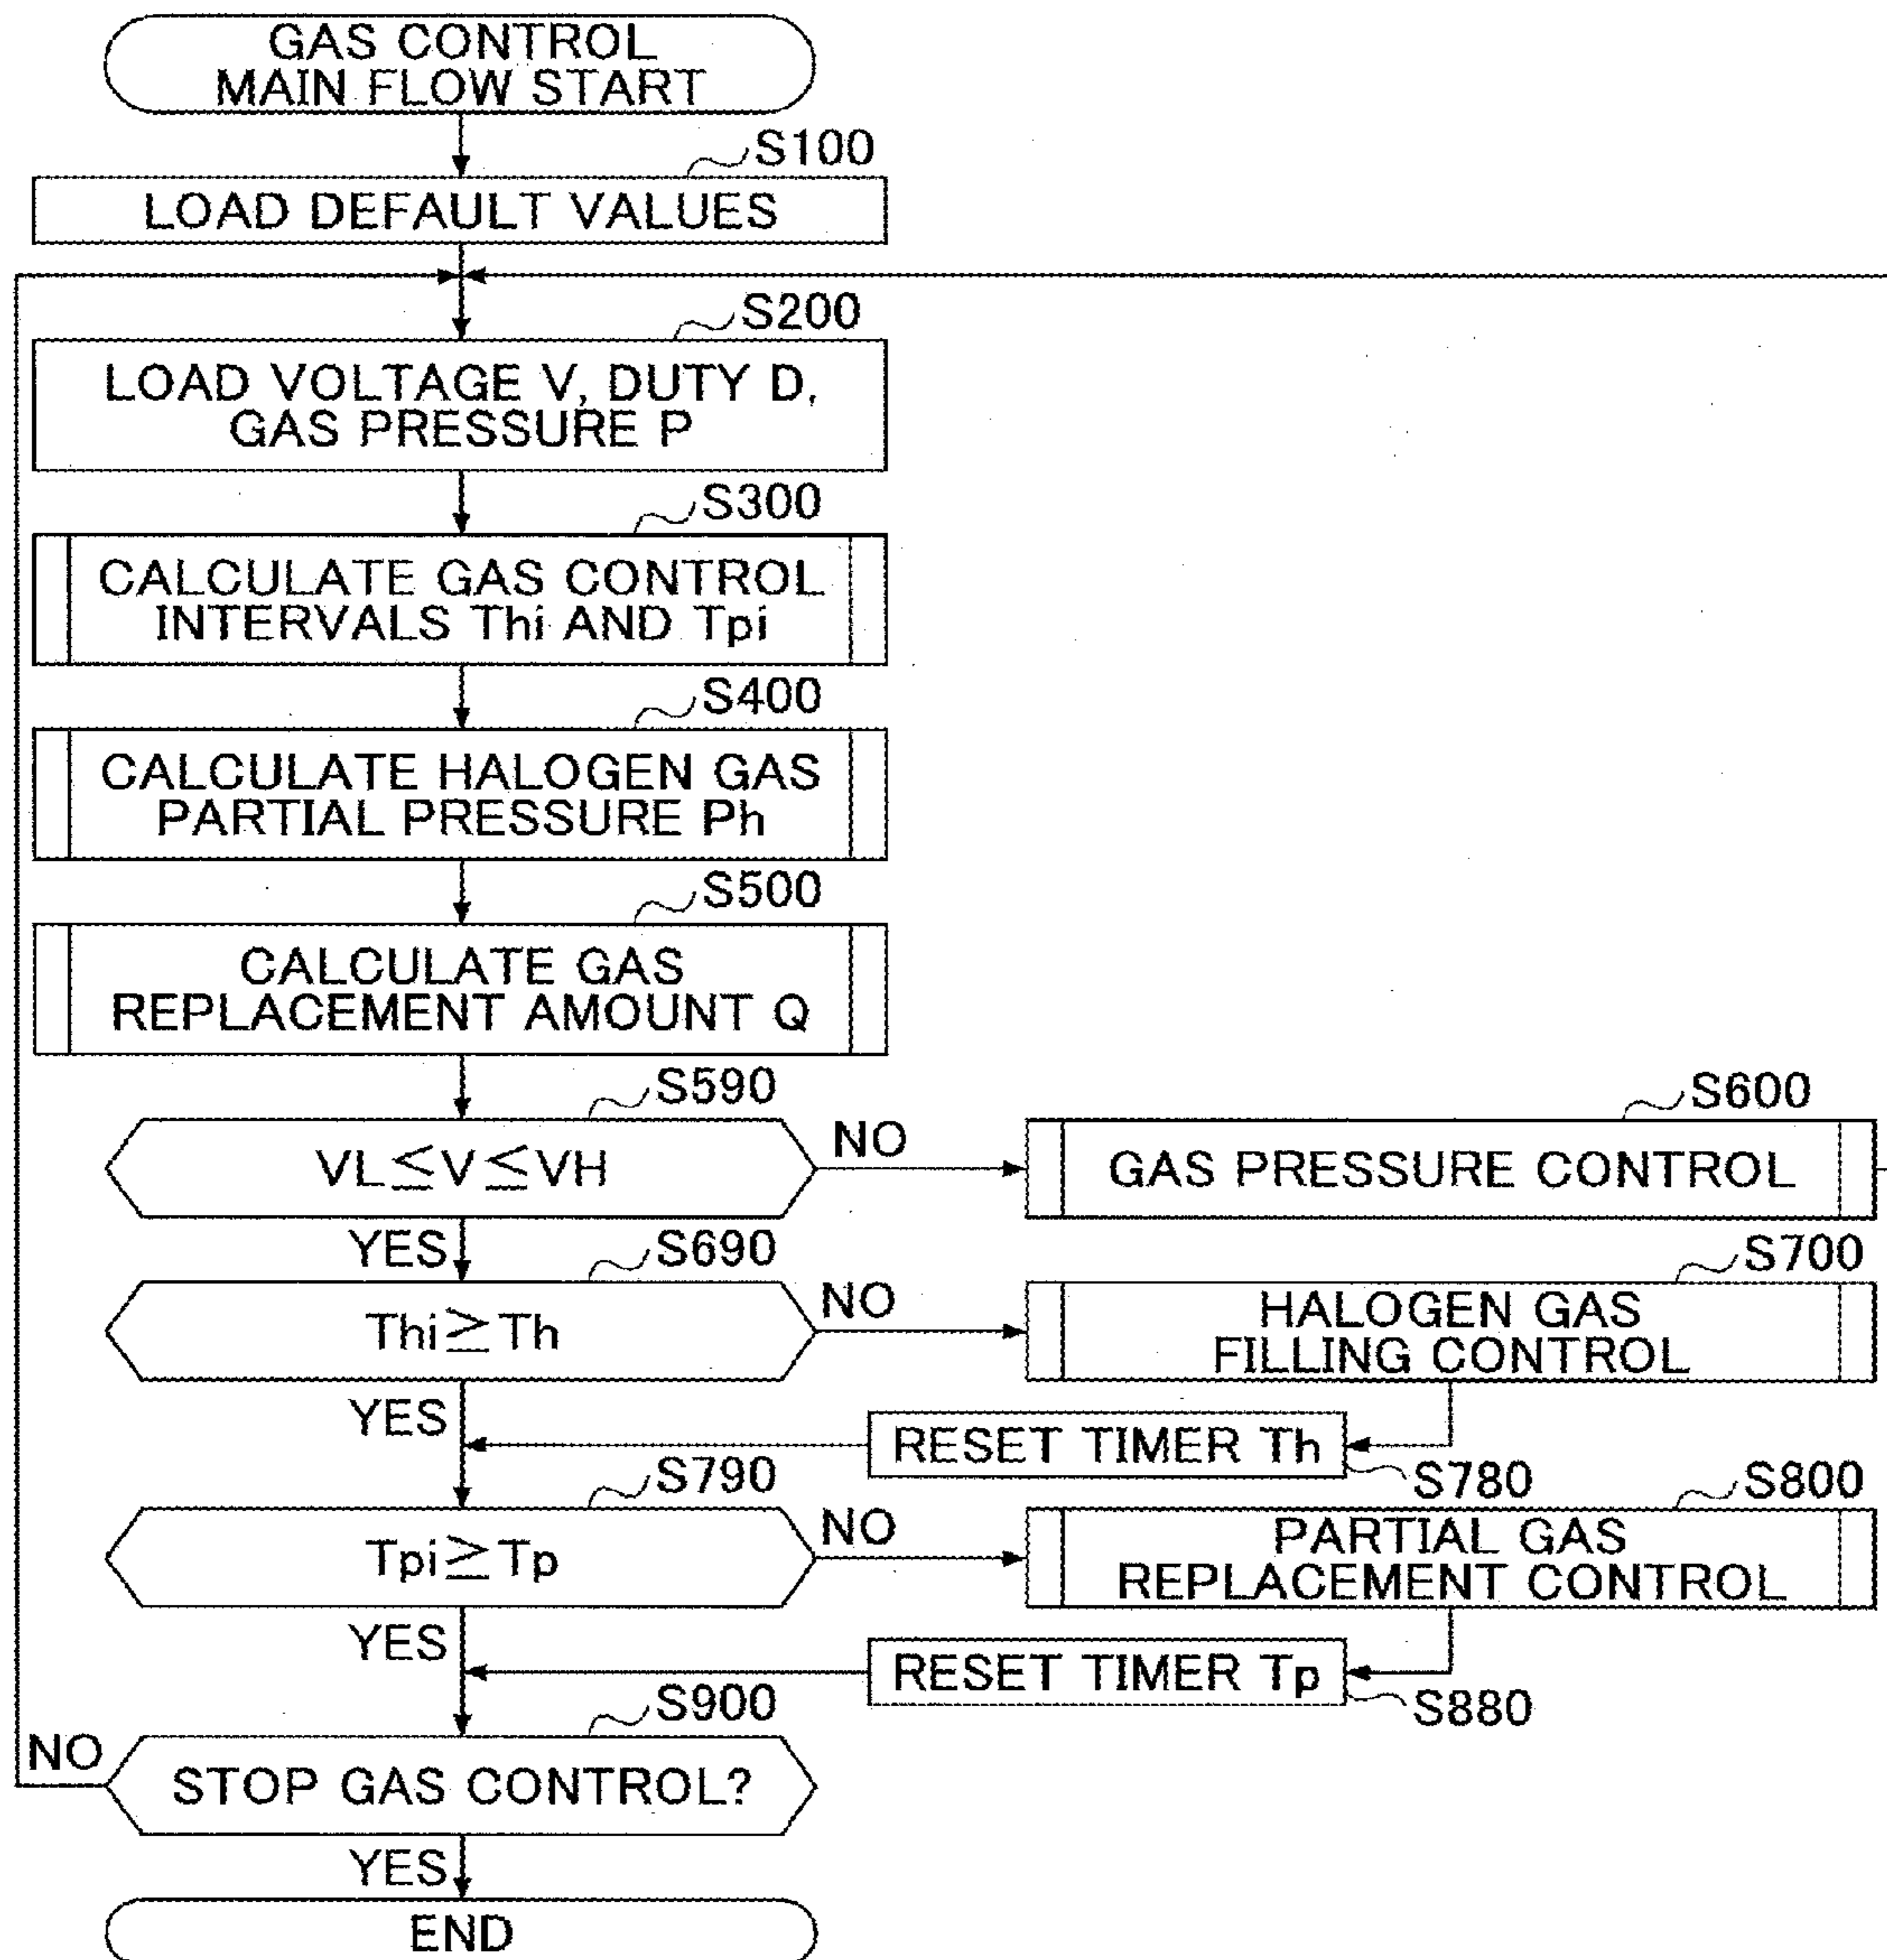 GAS CONTROL
MAIN FLOW START
S100
LOAD DEFAULT VALUES
S200
LOAD VOLTAGE V, DUTY D,
GAS PRESSURE P
S300
CALCULATE GAS CONTROL
INTERVALS Thi AND Tpi
S400
CALCULATE HALOGEN GAS
PARTIAL PRESSURE Ph
S500
CALCULATE GAS
REPLACEMENT AMOUNT Q
S590
VL≦V≦VH
NO
S600
GAS PRESSURE CONTROL
YES
S690
Thi≧Th
NO
S700
HALOGEN GAS
FILLING CONTROL
YES
RESET TIMER Th
S780
S790
Tpi≧Tp
NO
S800
PARTIAL GAS
REPLACEMENT CONTROL
YES
RESET TIMER Tp
S880
S900
NO
STOP GAS CONTROL?
YES
END